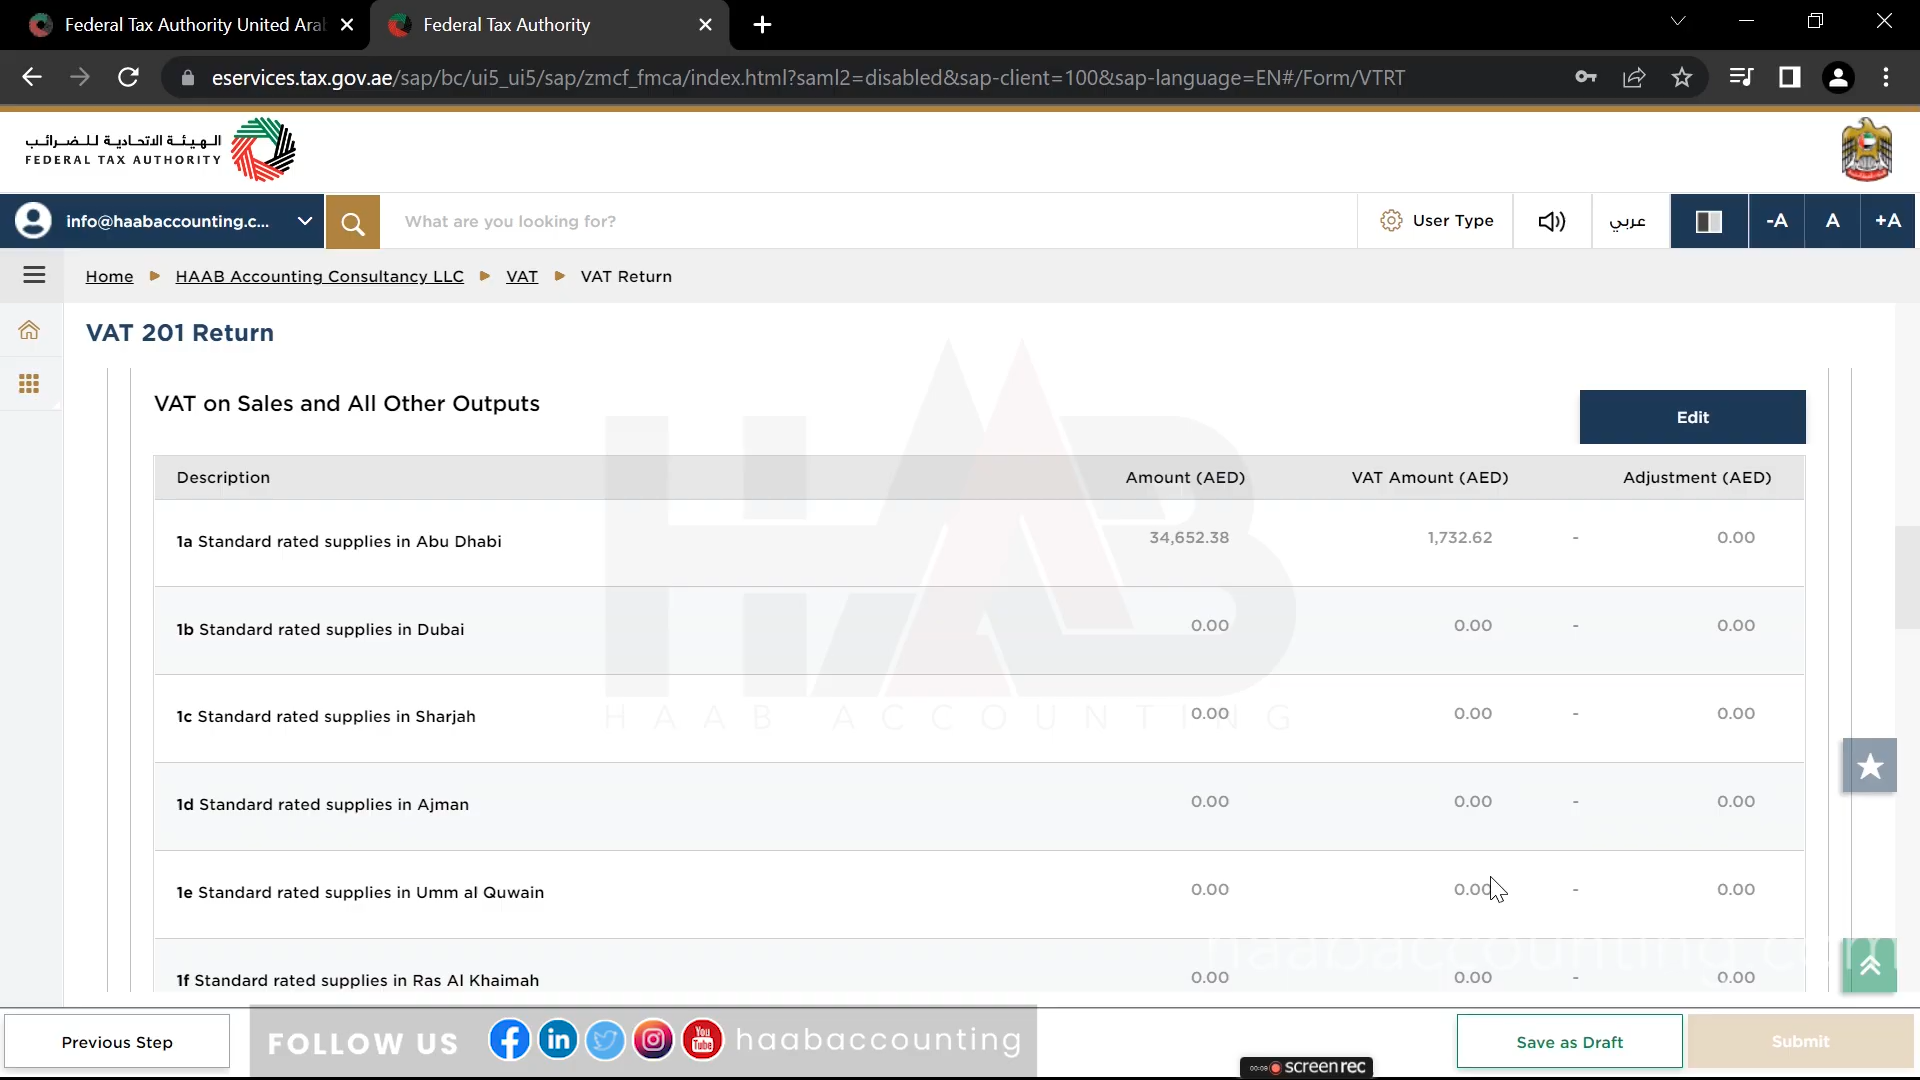 Federal Tax Authority United Ara
Federal Tax Authority
eservices.tax.gov.ae/sap/bc/ui5_ui5/sap/zmcf_fmca/index.html?saml2=disabled&sap-client=100&sap-language=EN#/Form/VTRT
الهيئة الاتحادية للضرائب
FEDERAL TAX AUTHORITY
info@haabaccounting.c...
What are you looking for?
User Type
عربي
-A
A
+A
Home HAAB Accounting Consultancy LLC VAT VAT Return
VAT 201 Return
VAT on Sales and All Other Outputs
Edit
Description Amount (AED) VAT Amount (AED) Adjustment (AED)
1a Standard rated supplies in Abu Dhabi 34,652.38 1,732.62 - 0.00
1b Standard rated supplies in Dubai 0.00 0.00 - 0.00
1c Standard rated supplies in Sharjah 0.00 0.00 - 0.00
HAAB ACCOUNTING
1d Standard rated supplies in Ajman 0.00 0.00 - 0.00
1e Standard rated supplies in Umm al Quwain 0.00 0.00 - 0.00
haabaccounting.com
1f Standard rated supplies in Ras Al Khaimah 0.00 0.00 - 0.00
Previous Step
FOLLOW US
You
Tube
haabaccounting
Save as Draft
Submit
00:09 screenrec